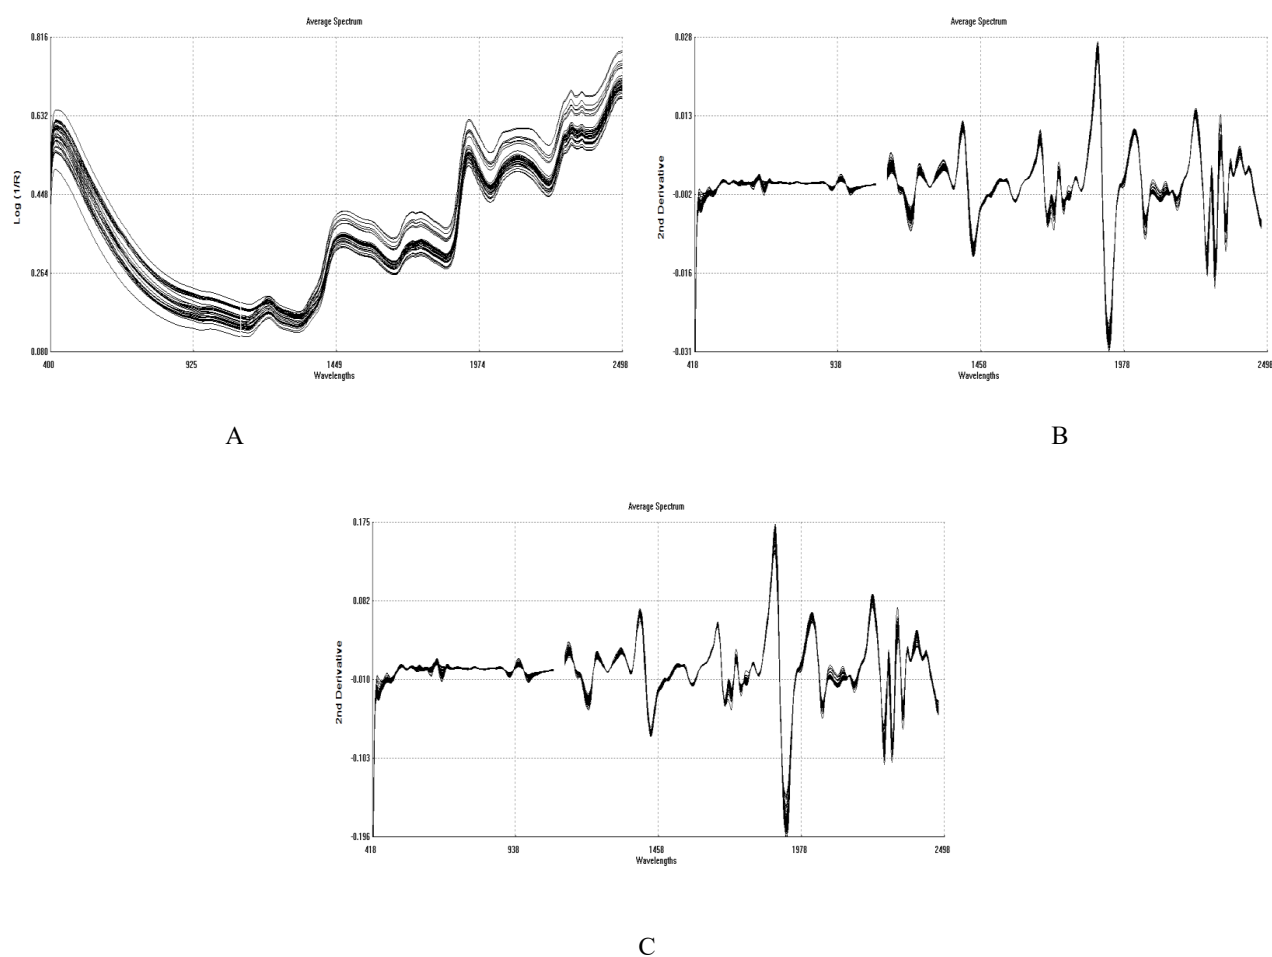 Average Spectrum
0.816
0.632
0.448
0.264
0.080
Log (1/R)
400 925 1449 1974 2498
Wavelengths
A
Average Spectrum
0.028
0.013
-0.002
-0.016
-0.031
2nd Derivative
418 938 1458 1978 2498
Wavelengths
B
Average Spectrum
0.175
0.082
-0.010
-0.103
-0.196
2nd Derivative
418 938 1458 1978 2498
Wavelengths
C